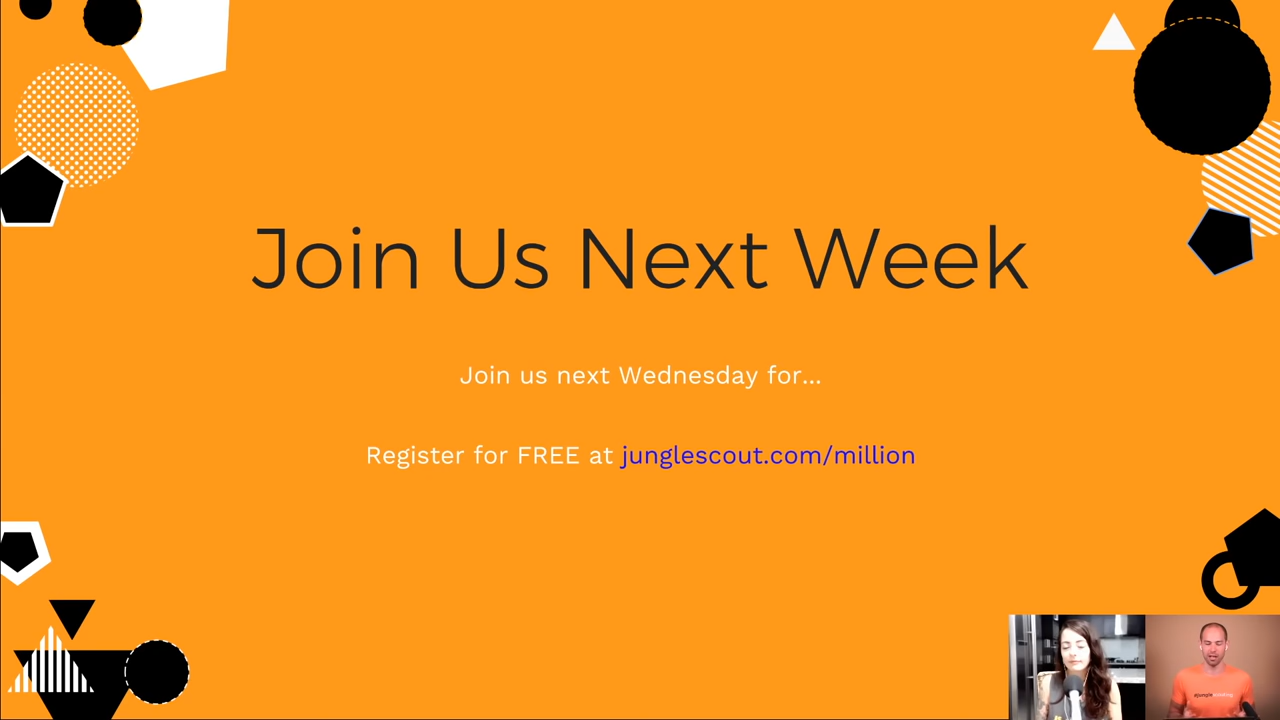 Join Us Next Week
Join us next Wednesday for...
Register for FREE at junglescout.com/million